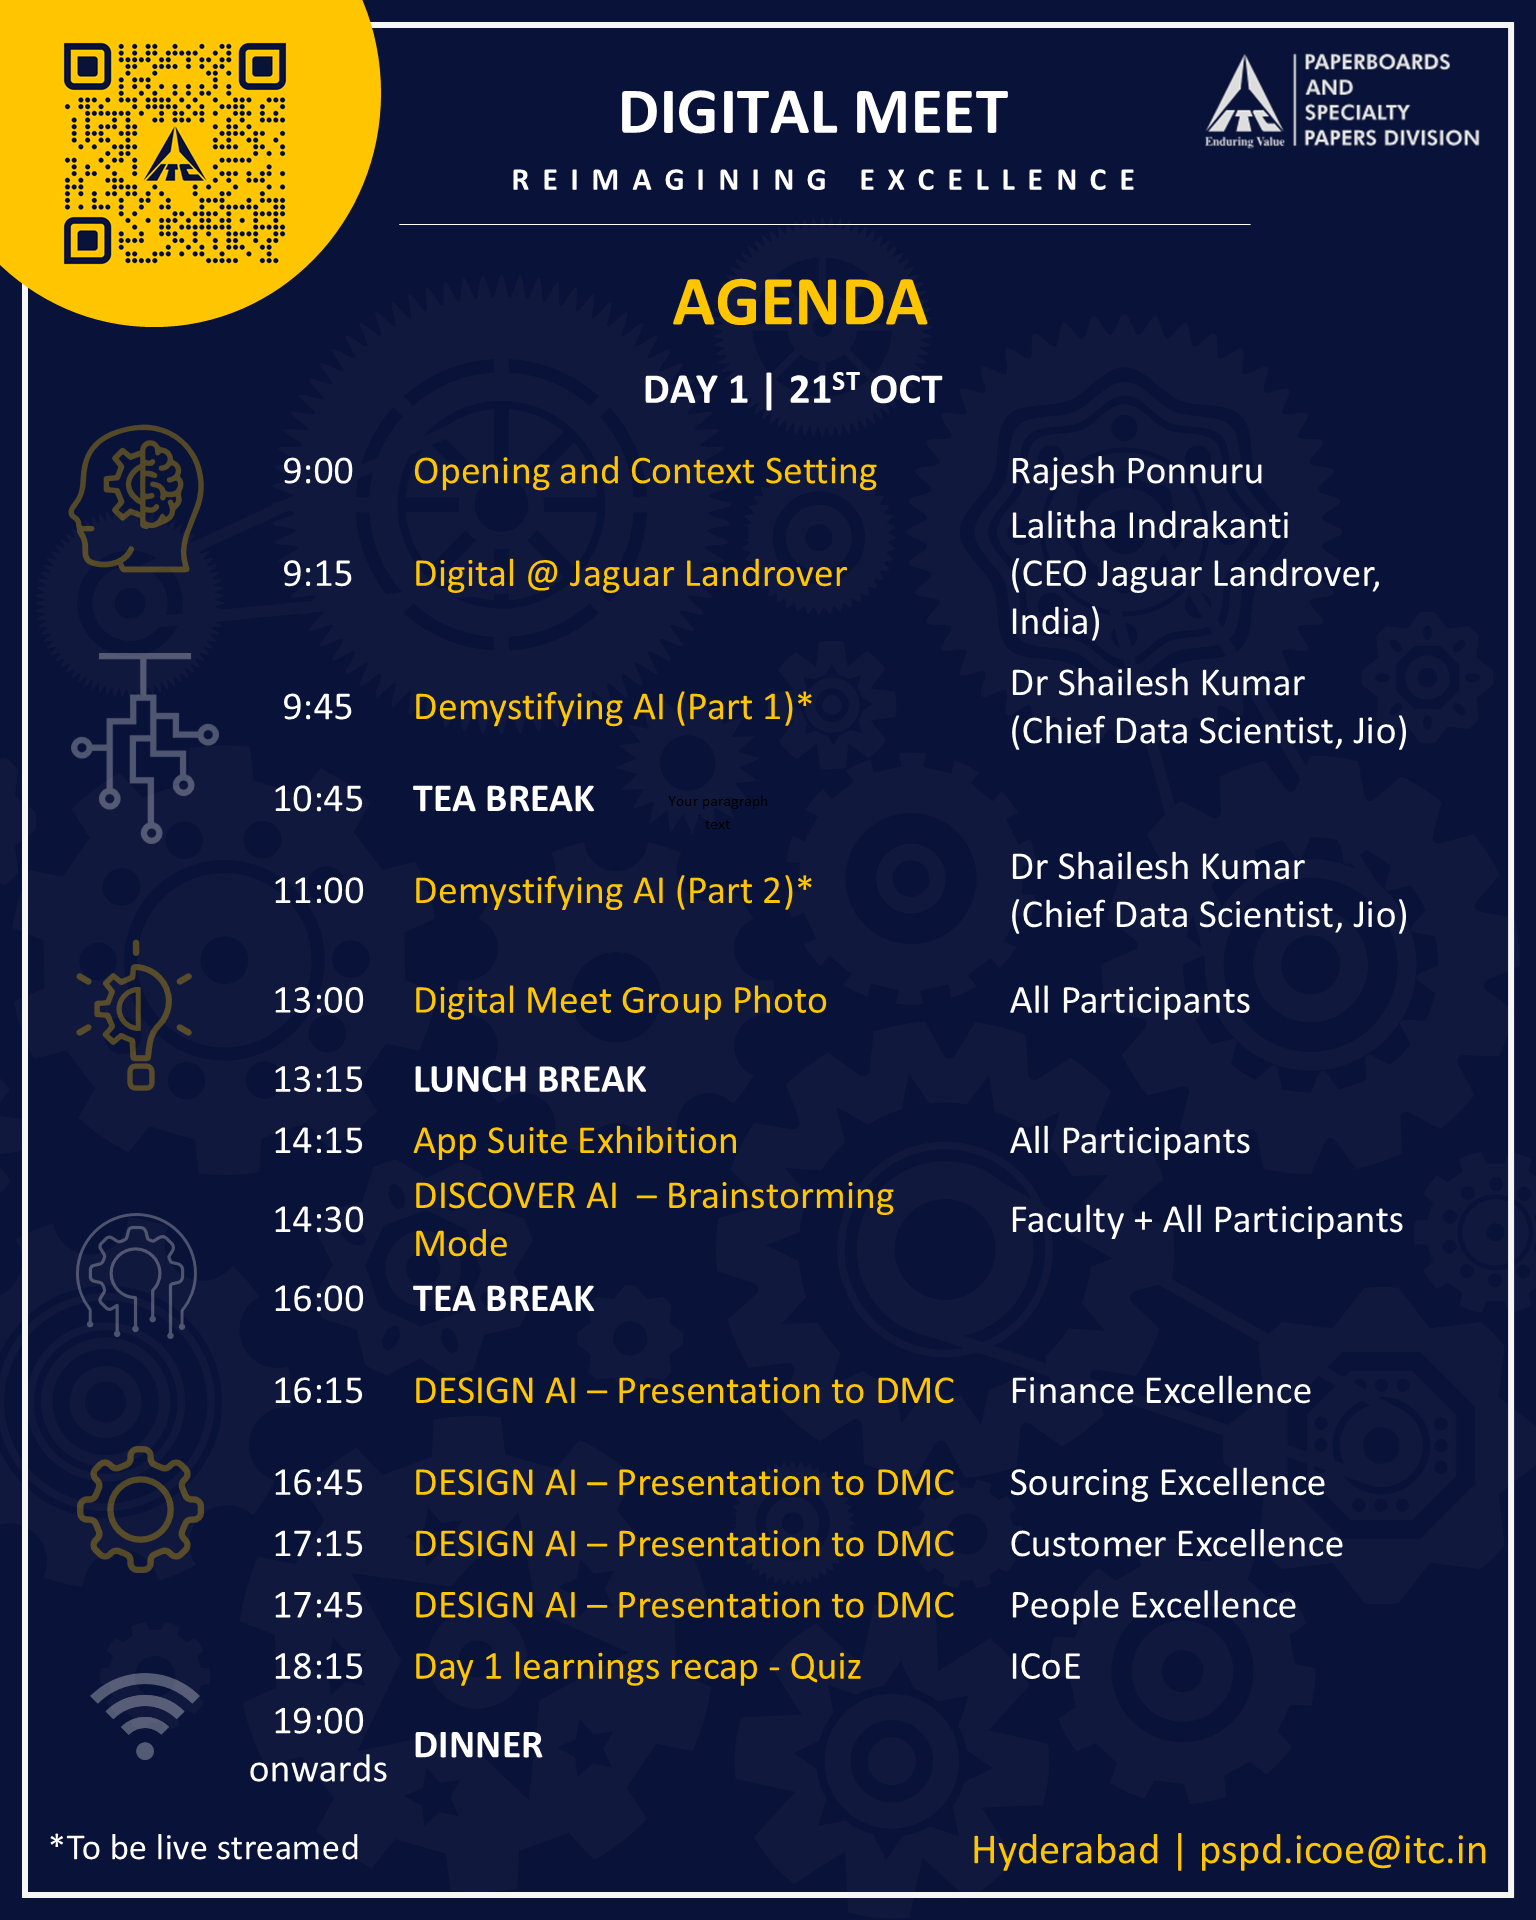 ITC
DIGITAL MEET
REIMAGINING EXCELLENCE
ITC
Enduring Value
PAPERBOARDS
AND
SPECIALTY
PAPERS DIVISION
AGENDA
DAY 1 | 21ST OCT
9:00 Opening and Context Setting Rajesh Ponnuru
Lalitha Indrakanti
9:15 Digital @ Jaguar Landrover (CEO Jaguar Landrover,
India)
Dr Shailesh Kumar
9:45 Demystifying AI (Part 1)* (Chief Data Scientist, Jio)
10:45 TEA BREAK
Your paragraph
text
Dr Shailesh Kumar
11:00 Demystifying AI (Part 2)* (Chief Data Scientist, Jio)
13:00 Digital Meet Group Photo All Participants
13:15 LUNCH BREAK
14:15 App Suite Exhibition All Participants
14:30 DISCOVER AI – Brainstorming
Mode Faculty + All Participants
16:00 TEA BREAK
16:15 DESIGN AI – Presentation to DMC Finance Excellence
16:45 DESIGN AI – Presentation to DMC Sourcing Excellence
17:15 DESIGN AI – Presentation to DMC Customer Excellence
17:45 DESIGN AI – Presentation to DMC People Excellence
18:15 Day 1 learnings recap - Quiz ICoE
19:00
onwards DINNER
*To be live streamed
Hyderabad | pspd.icoe@itc.in